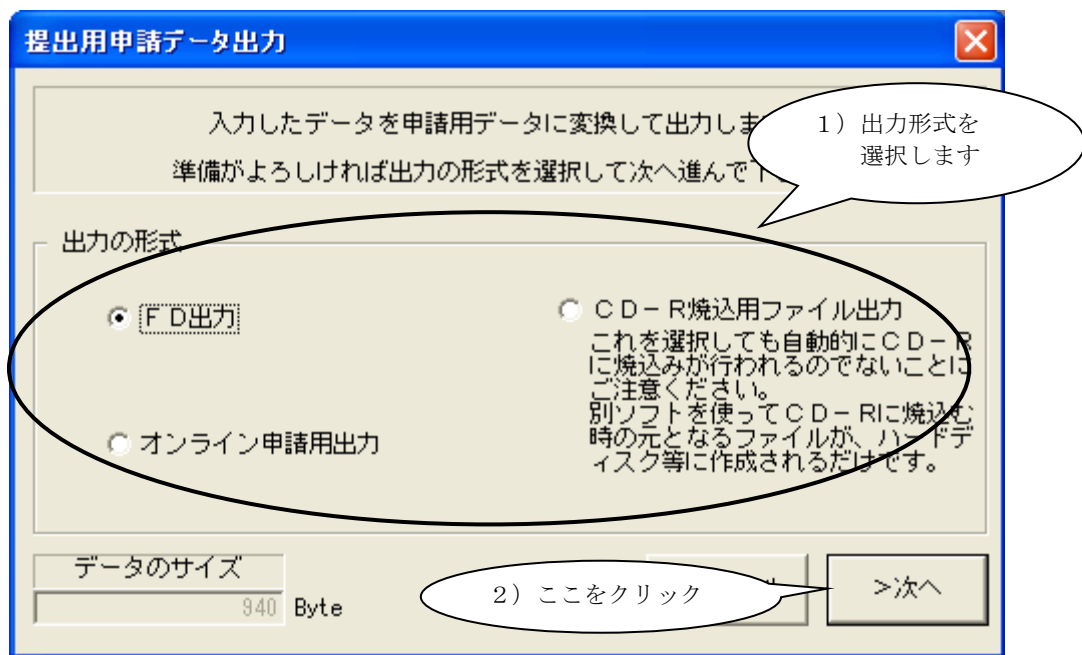 提出用申請データ出力
入力したデータを申請用データに変換して出力しま
準備がよろしければ出力の形式を選択して次へ進んで下
1）出力形式を
選択します
出力の形式
ＦＤ出力
ＣＤ－Ｒ焼込用ファイル出力
これを選択しても自動的にＣＤ－Ｒ
に焼込みが行われるのでないことに
ご注意ください。
別ソフトを使ってＣＤ－Ｒに焼込む
時の元となるファイルが、ハードデ
ィスク等に作成されるだけです。
オンライン申請用出力
データのサイズ
940 Byte
2）ここをクリック
>次へ